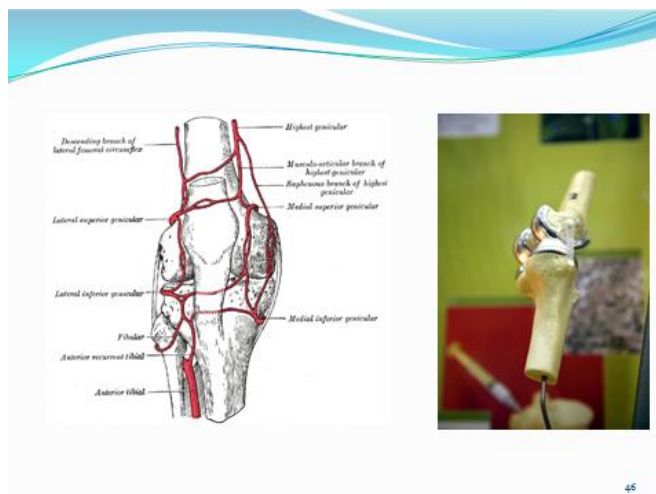 Highest genicular
Descending branch of
lateral femoral circumflex
Musculo-articular branch of
highest genicular
Saphenous branch of highest
genicular
Medial superior genicular
Lateral superior genicular
Lateral inferior genicular
Medial inferior genicular
Fibular
Anterior recurrent tibial
Anterior tibial
46